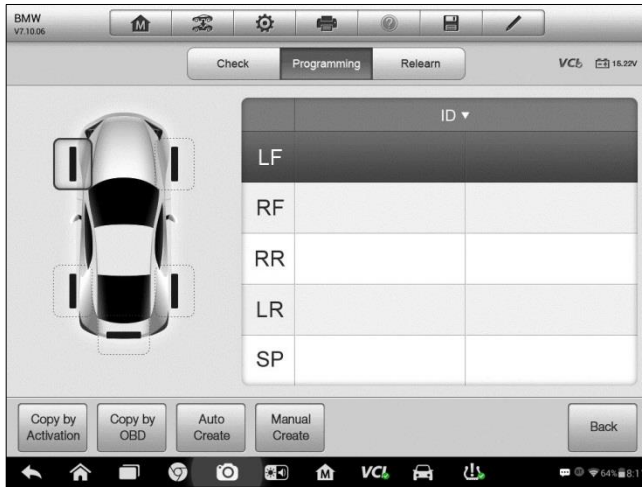 BMW
V7.10.06
Check
Programming
Relearn
VCI
15.22V
ID ▼
LF
RF
RR
LR
SP
Copy by
Activation
Copy by
OBD
Auto
Create
Manual
Create
Back
VCI
64%